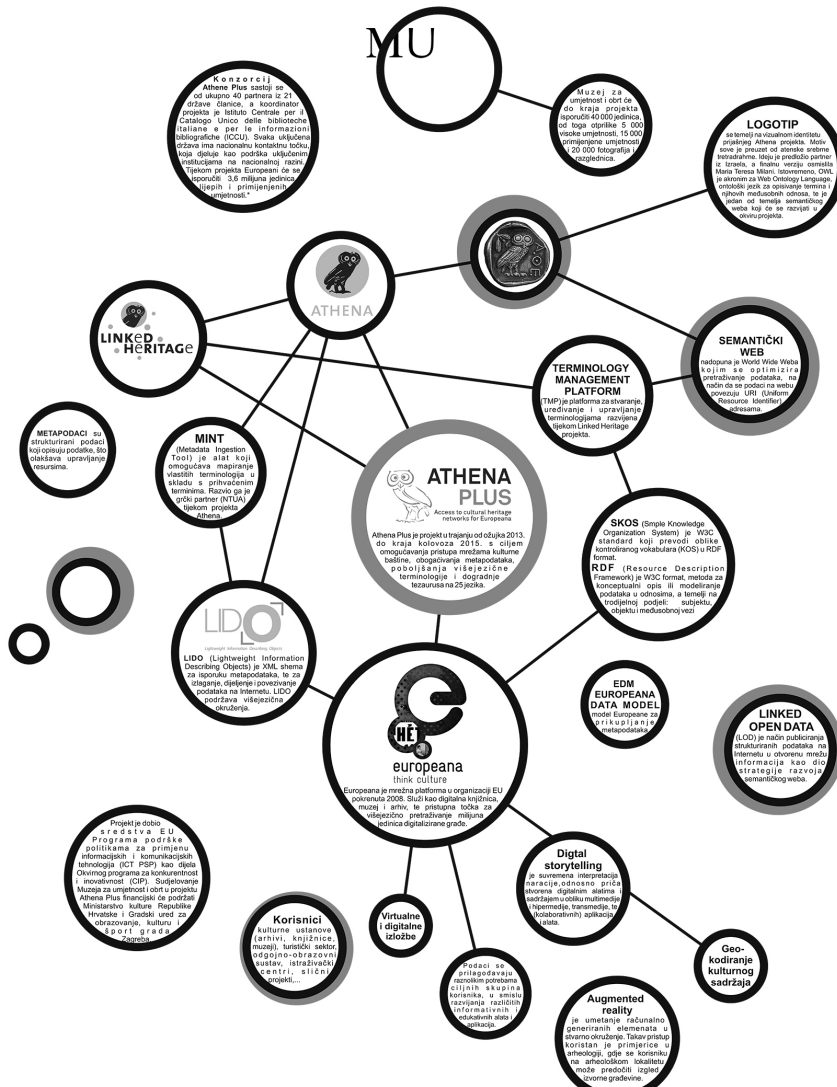 MU
Konzorcij
Athene Plus sastoji se
od ukupno 40 partnera iz 21
države članice, a koordinator
projekta je Istituto Centrale per il
Catalogo Unico delle biblioteche
italiane e per le informazioni
bibliografiche (ICCU). Svaka uključena
država ima nacionalnu kontaktnu točku,
koja djeluje kao podrška uključenim
institucijama na nacionalnoj razini.
Tijekom projekta Europeani će se
isporučiti 3,6 milijuna jedinica
lijepih i primijenjenih
umjetnosti.*
Muzej za
umjetnost i obrt će
do kraja projekta
isporučiti 40 000 jedinica,
od toga otprilike 5 000
visoke umjetnosti, 15 000
primijenjene umjetnosti
i 20 000 fotografija i
razglednica.
LOGOTIP
se temelji na vizualnom identitetu
prijašnjeg Athena projekta. Motiv
sove je preuzet od atenske srebrne
tretradrahme. Ideju je predložio partner
iz Izraela, a finalnu verziju osmislila
Maria Teresa Milani. Istovremeno, OWL
je akronim za Web Ontology Language,
ontološki jezik za opisivanje termina i
njihovih međusobnih odnosa, te je
jedan od temelja semantičkog
weba koji će se razvijati u
okviru projekta.
ATHENA
LINKED
HERITAGE
SEMANTIČKI
WEB
nadopuna je World Wide Weba
kojim se optimizira
pretraživanje podataka, na
način da se podaci na webu
povezuju URI (Uniform
Resource Identifier)
adresama.
TERMINOLOGY
MANAGEMENT
PLATFORM
(TMP) je platforma za stvaranje,
uređivanje i upravljanje
terminologijama razvijena
tijekom Linked Heritage
projekta.
METAPODACI su
strukturirani podaci
koji opisuju podatke, što
olakšava upravljanje
resursima.
MINT
(Metadata Ingestion
Tool) je alat koji
omogućava mapiranje
vlastitih terminologija u
skladu s prihvaćenim
terminima. Razvio ga je
grčki partner (NTUA)
tijekom projekta
Athena.
ATHENA
PLUS
Access to cultural heritage
networks for Europeana
Athena Plus je projekt u trajanju od ožujka 2013.
do kraja kolovoza 2015. s ciljem
omogućavanja pristupa mrežama kulturne
baštine, obogaćivanja metapodataka,
poboljšanja višejezične
terminologije i dogradnje
tezaurusa na 25 jezika.
SKOS (Smple Knowledge
Organization System) je W3C
standard koji prevodi oblike
kontroliranog vokabulara (KOS) u RDF
format.
RDF (Resource Description
Framework) je W3C format, metoda za
konceptualni opis ili modeliranje
podataka u odnosima, a temelji na
trodijelnoj podjeli: subjektu,
objektu i međusobnoj vezi
LIDO
Lightweight Information Describing Objects
LIDO (Lightweight Information
Describing Objects) je XML shema
za isporuku metapodataka, te za
izlaganje, dijeljenje i povezivanje
podataka na Internetu. LIDO
podržava višejezična
okruženja.
HËT
europeana
think culture
Europeana je mrežna platforma u organizaciji EU
pokrenuta 2008. Služi kao digitalna knjižnica,
muzej i arhiv, te pristupna točka za
višejezično pretraživanje milijuna
jedinica digitalizirane građe.
EDM
EUROPEANA
DATA MODEL
model Europeane za
prikupljanje
metapodataka.
LINKED
OPEN DATA
(LOD) je način publiciranja
strukturiranih podataka na
Internetu u otvorenu mrežu
informacija kao dio
strategije razvoja
semantičkog weba.
Projekt je dobio
sredstva EU
Programa podrške
politikama za primjenu
informacijskih i komunikacijskih
tehnologija (ICT PSP) kao dijela
Okvirnog programa za konkurentnost
i inovativnost (CIP). Sudjelovanje
Muzeja za umjetnost i obrt u projektu
Athena Plus financijski će podržati
Ministarstvo kulture Republike
Hrvatske i Gradski ured za
obrazovanje, kulturu i
šport grada
Zagreba.
Digtal
storytelling
je suvremena interpretacija
naracije,odnosno priča
stvorena digitalnim alatima i
sadržajem u obliku multimedije
i hipermedije, transmedije, te
(kolaborativnih) aplikacija
i alata.
Korisnici
kulturne ustanove
(arhivi, knjižnice,
muzeji), turistički sektor,
odgojno-obrazovni
sustav, istraživački
centri, slični
projekti,...
Virtualne
i digitalne
izložbe
Podaci se
prilagođavaju
raznolikim potrebama
ciljnih skupina
korisnika, u smislu
razvijanja različitih
informativnih i
edukativnih alata i
aplikacija.
Geo-
kodiranje
kulturnog
sadržaja
Augmented
reality
je umetanje računalno
generiranih elemenata u
stvarno okruženje. Takav pristup
koristan je primjerice u
arheologiji, gdje se korisniku
na arheološkom lokalitetu
može predočiti izgled
izvorne građevine.